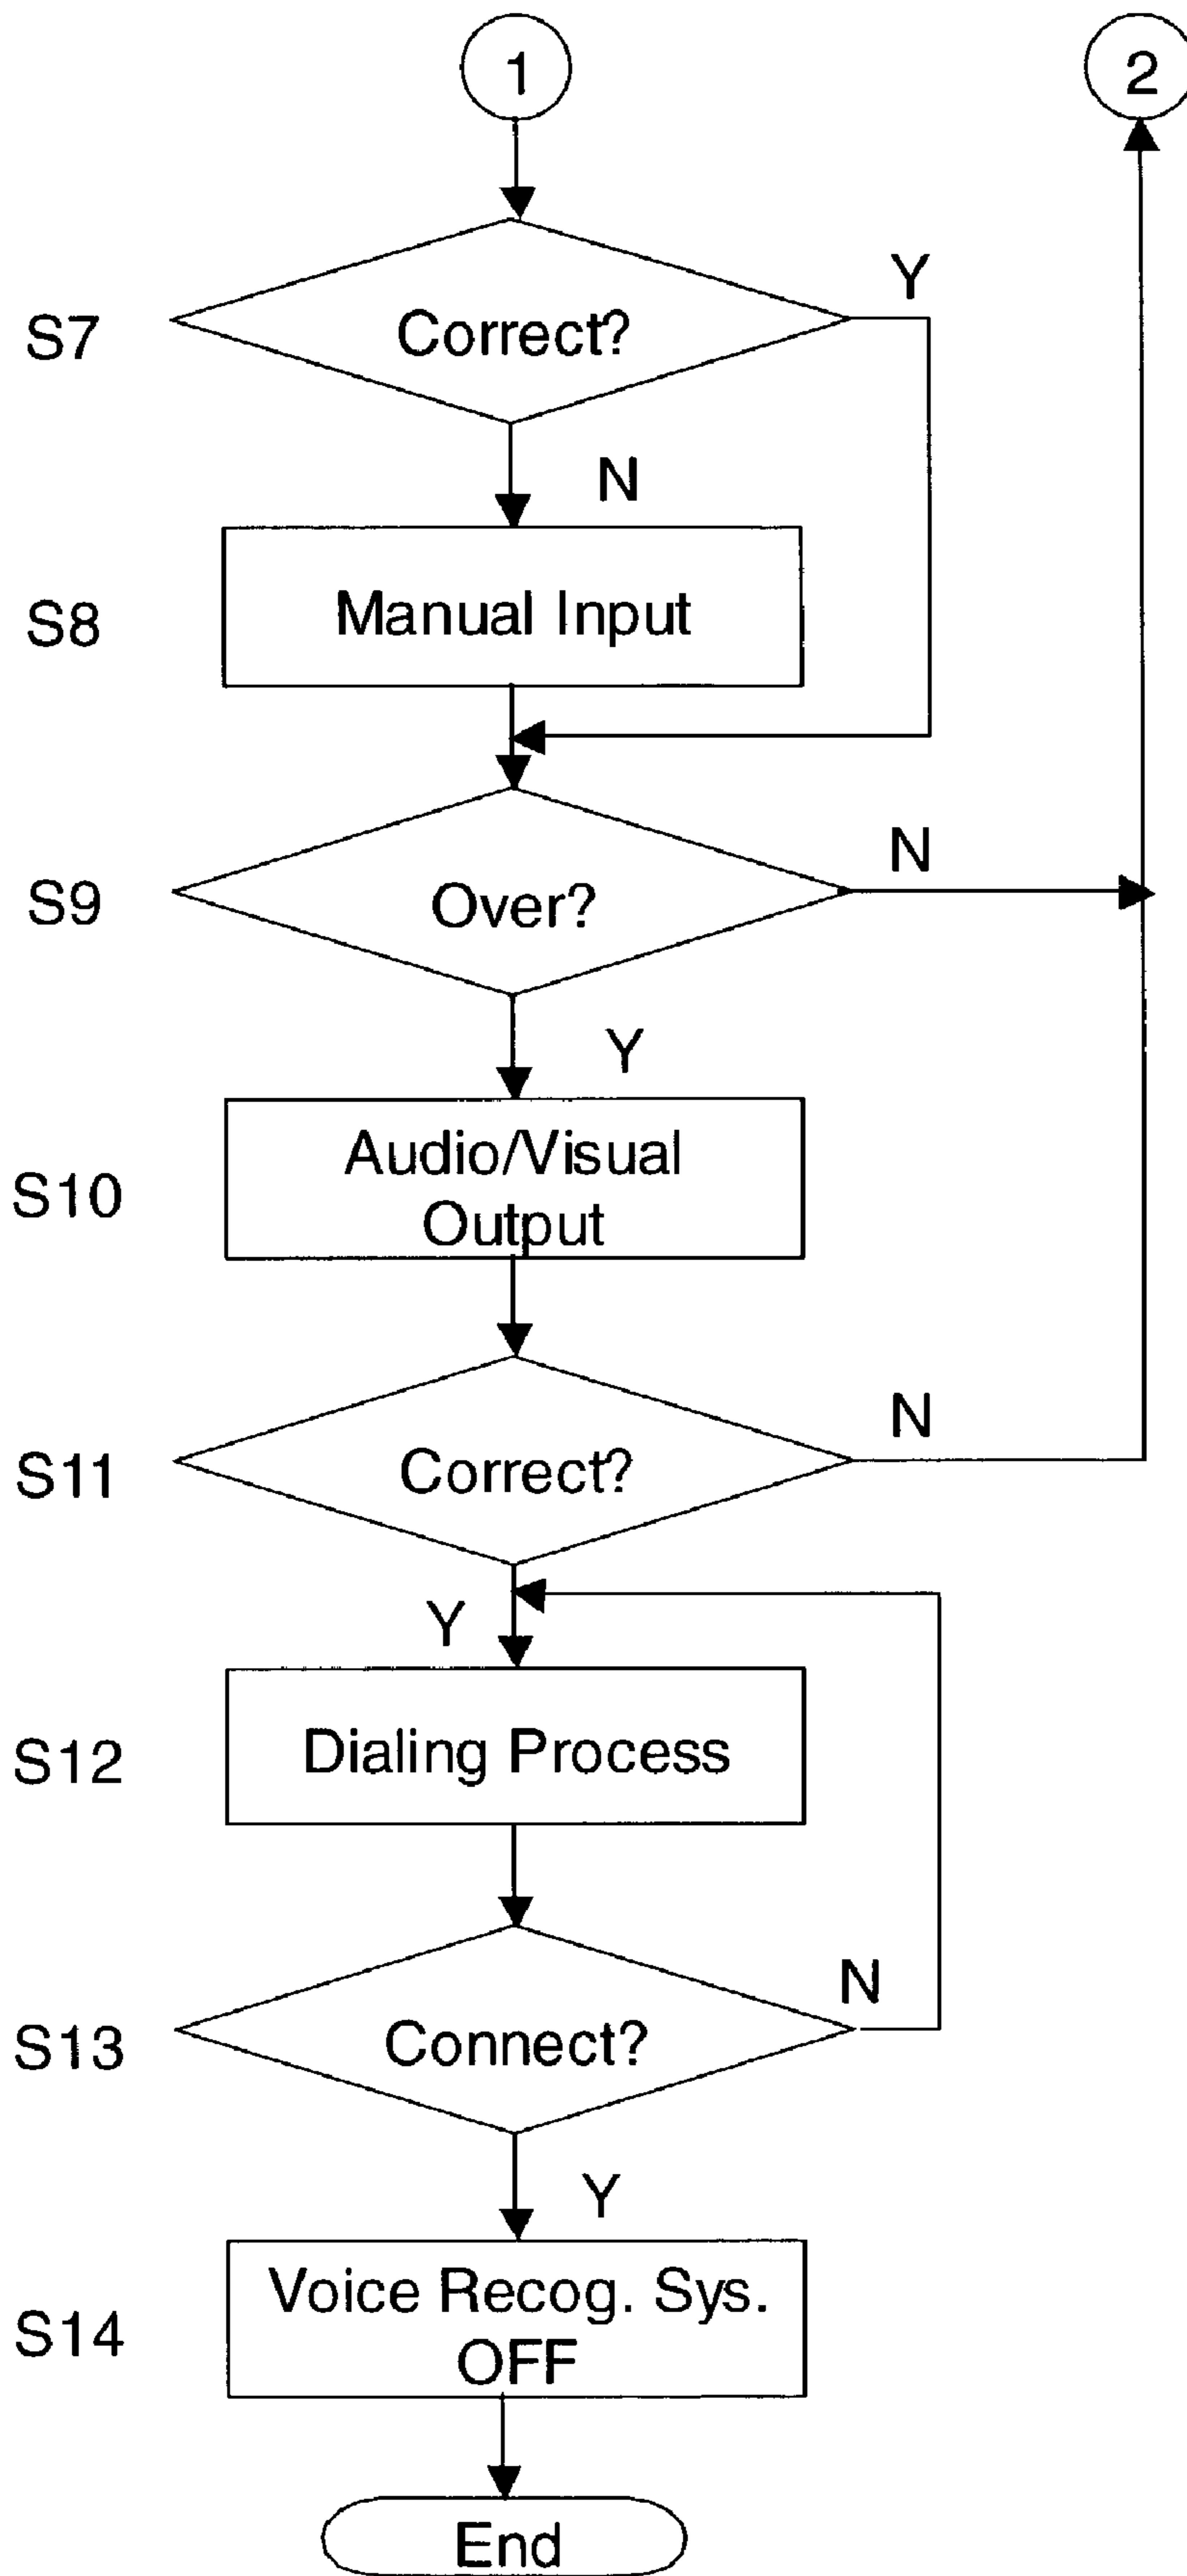 1
2
Y
S7
Correct?
N
S8
Manual Input
N
S9
Over?
Y
S10
Audio/Visual
Output
N
S11
Correct?
Y
S12
Dialing Process
N
S13
Connect?
Y
S14
Voice Recog. Sys.
OFF
End